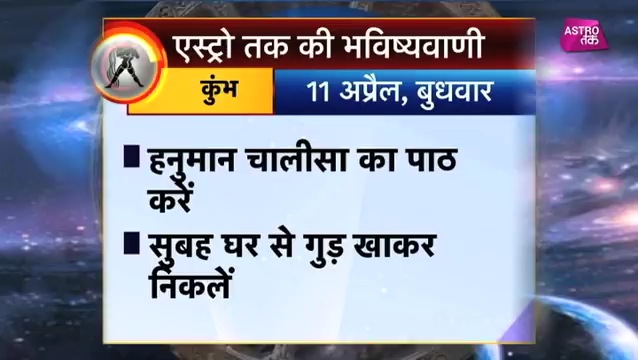 एस्ट्रो तक की भविष्यवाणी
ASTRO
तक
कुंभ
11 अप्रैल, बुधवार
हनुमान चालीसा का पाठ
करें
सुबह घर से गुड़ खाकर
निकलें